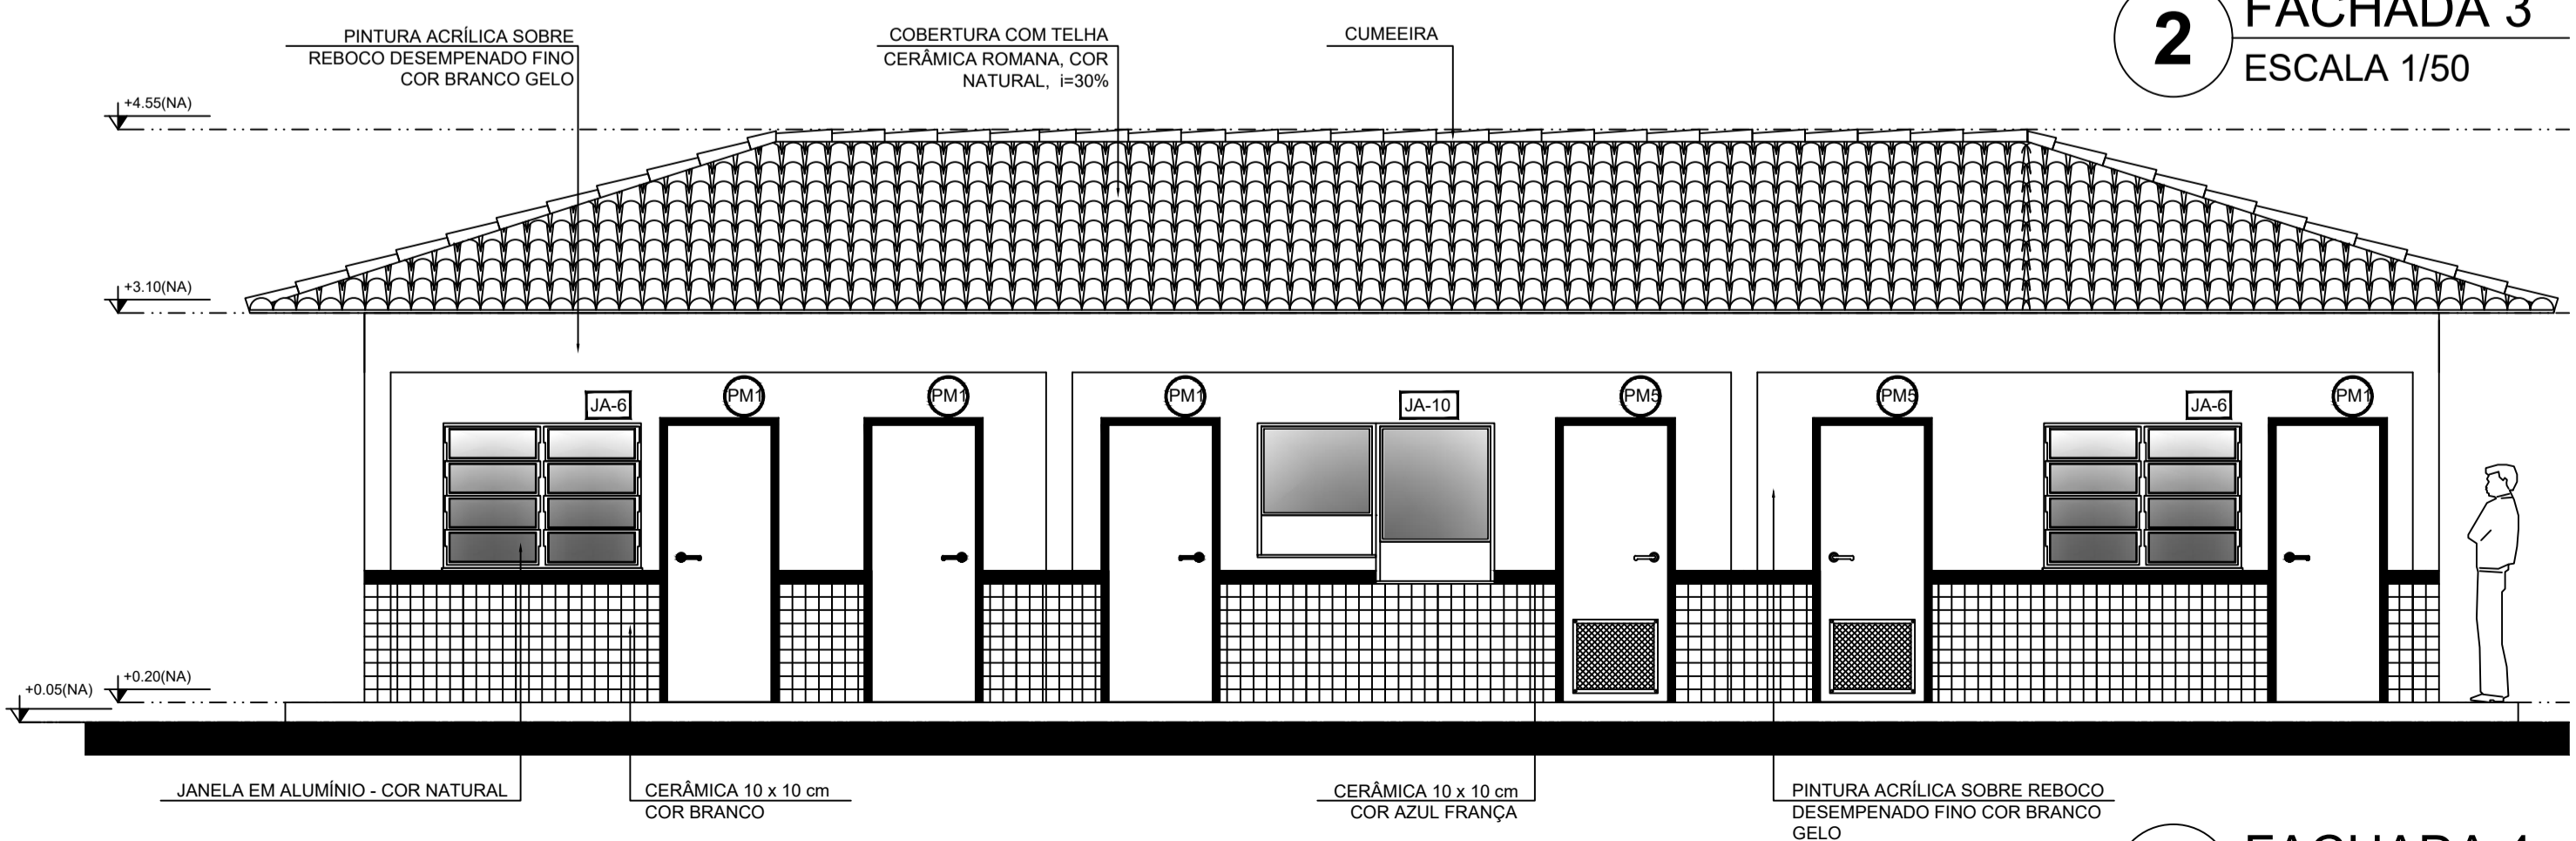 FACHADA 3
2
ESCALA 1/50
PINTURA ACRÍLICA SOBRE
REBOCO DESEMPENADO FINO
COR BRANCO GELO
COBERTURA COM TELHA
CERÂMICA ROMANA, COR
NATURAL, i=30%
CUMEEIRA
+4.55(NA)
+3.10(NA)
JA-6
PM1
PM1
PM1
JA-10
PM5
PM5
JA-6
PM1
+0.20(NA)
+0.05(NA)
JANELA EM ALUMÍNIO - COR NATURAL
CERÂMICA 10 x 10 cm
COR BRANCO
CERÂMICA 10 x 10 cm
COR AZUL FRANÇA
PINTURA ACRÍLICA SOBRE REBOCO
DESEMPENADO FINO COR BRANCO
GELO
FACHADA 4